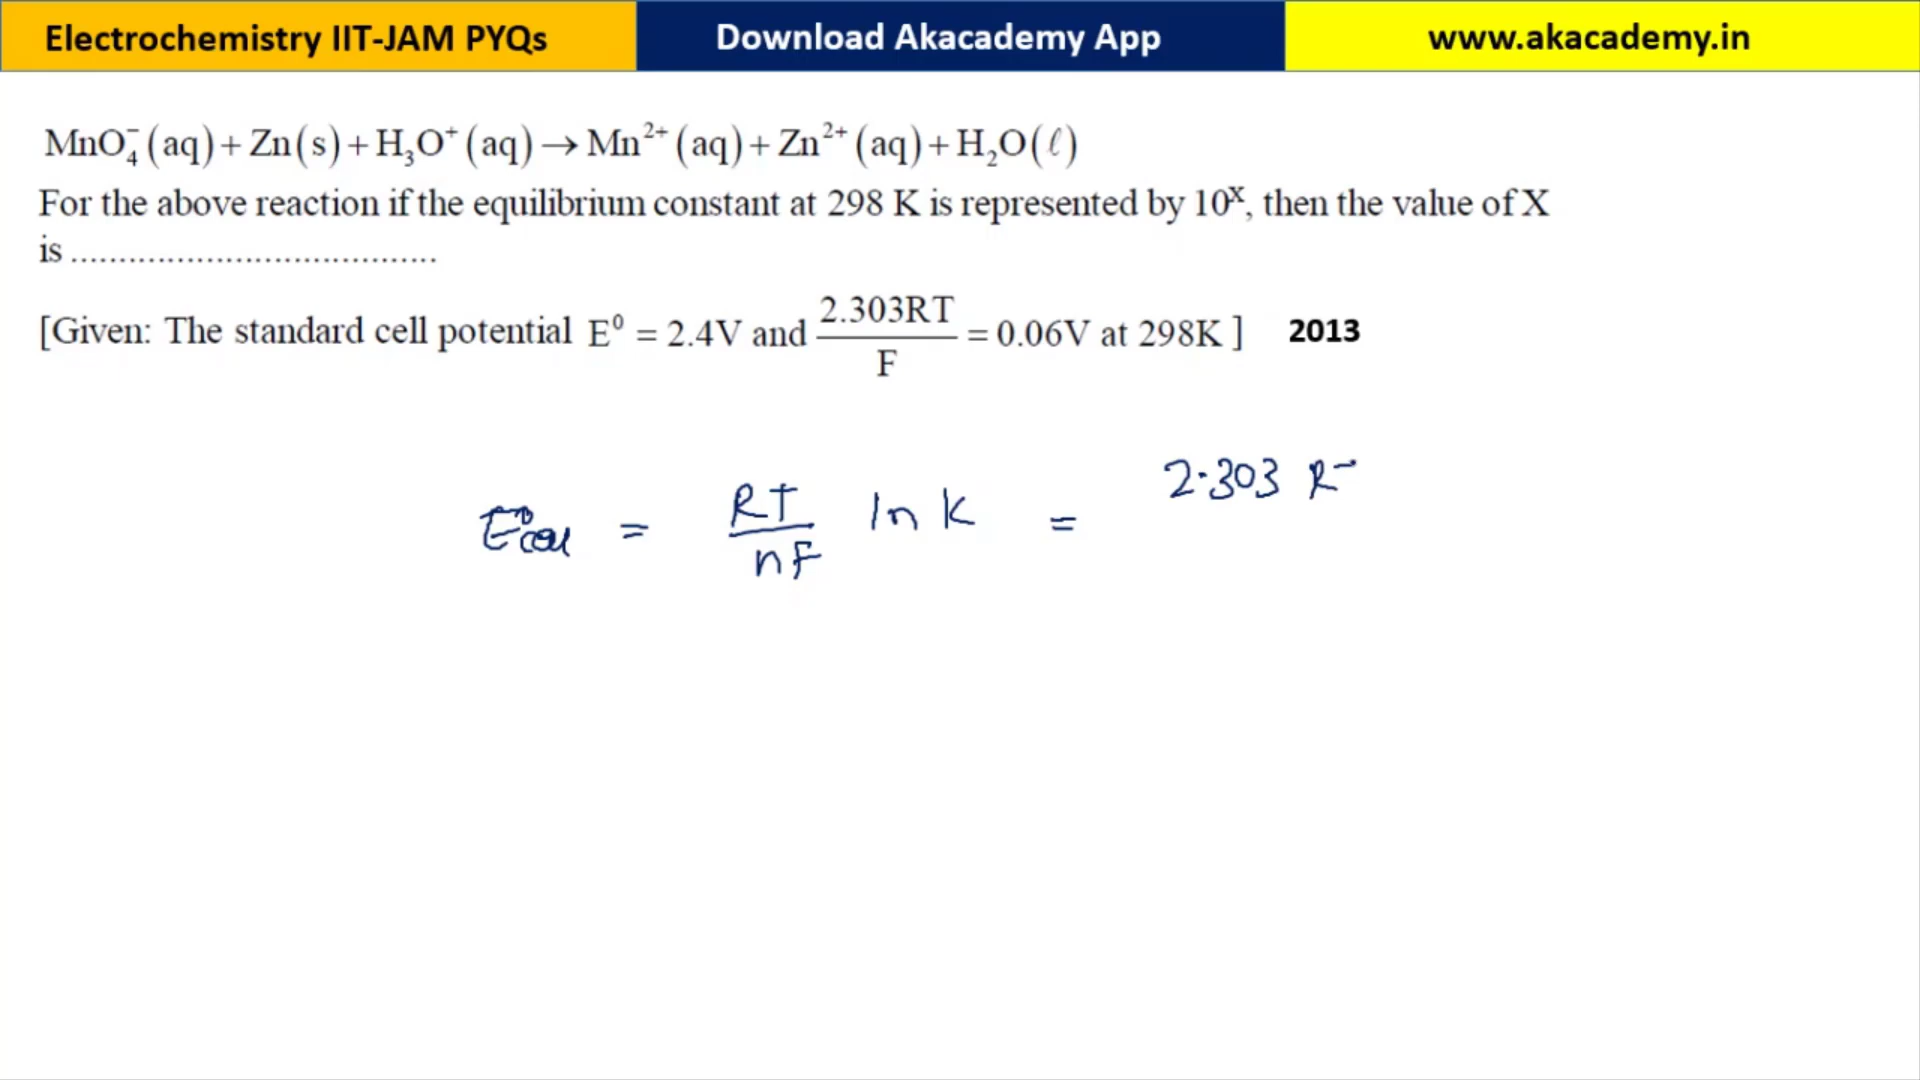 Electrochemistry IIT-JAM PYQs
Download Akacademy App
www.akacademy.in
MnO₄⁻(aq)+Zn(s)+H₃O⁺(aq)→Mn²⁺(aq)+Zn²⁺(aq)+H₂O(ℓ)
For the above reaction if the equilibrium constant at 298 K is represented by 10ˣ, then the value of X
is ......................................
[Given: The standard cell potential E⁰ = 2.4V and 2.303RT/F = 0.06V at 298K ] 2013
E°cell = RT/nF ln K = 2.303 R